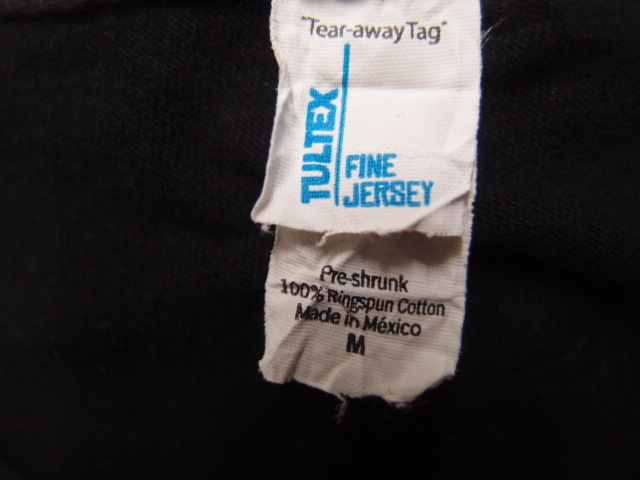 "Tear-away Tag"
TULTEX
FINE
JERSEY
Pre-shrunk
100% Ringspun Cotton
Made in México
M